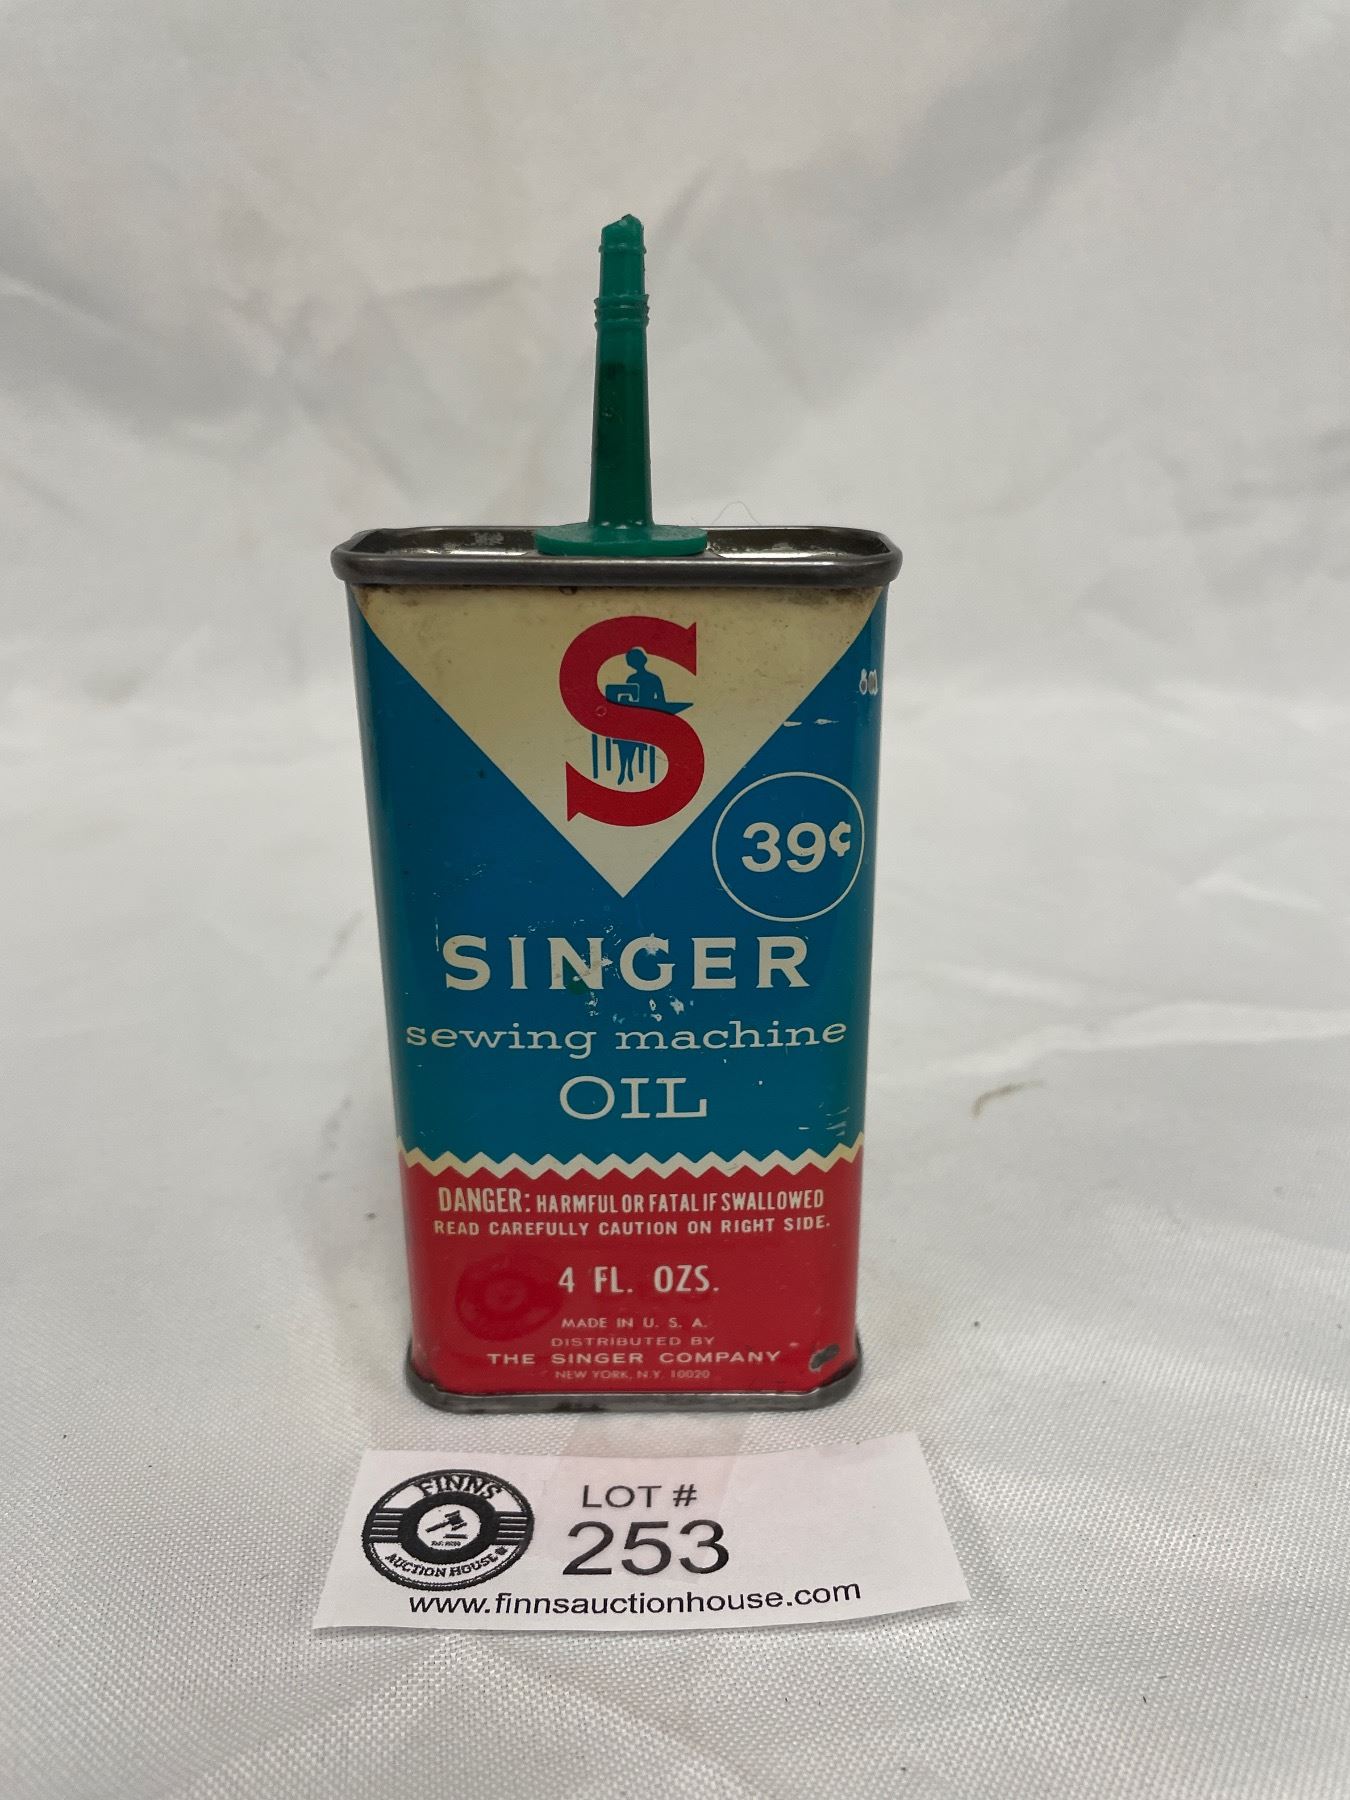 S
39¢
SINGER
sewing machine
OIL
DANGER: HARMFUL OR FATAL IF SWALLOWED
READ CAREFULLY CAUTION ON RIGHT SIDE.
4 FL. OZS.
MADE IN U. S. A.
DISTRIBUTED BY
THE SINGER COMPANY
NEW YORK, N.Y. 10020
FINNS
AUCTION HOUSE
LOT #
253
www.finnsauctionhouse.com